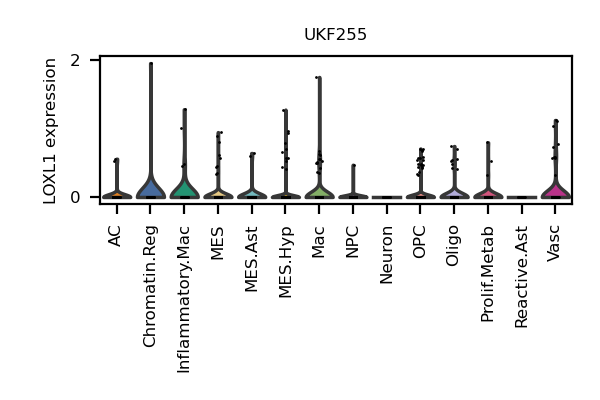 UKF255
LOXL1 expression
2
0
AC
Chromatin.Reg
Inflammatory.Mac
MES
MES.Ast
MES.Hyp
Mac
NPC
Neuron
OPC
Oligo
Prolif.Metab
Reactive.Ast
Vasc